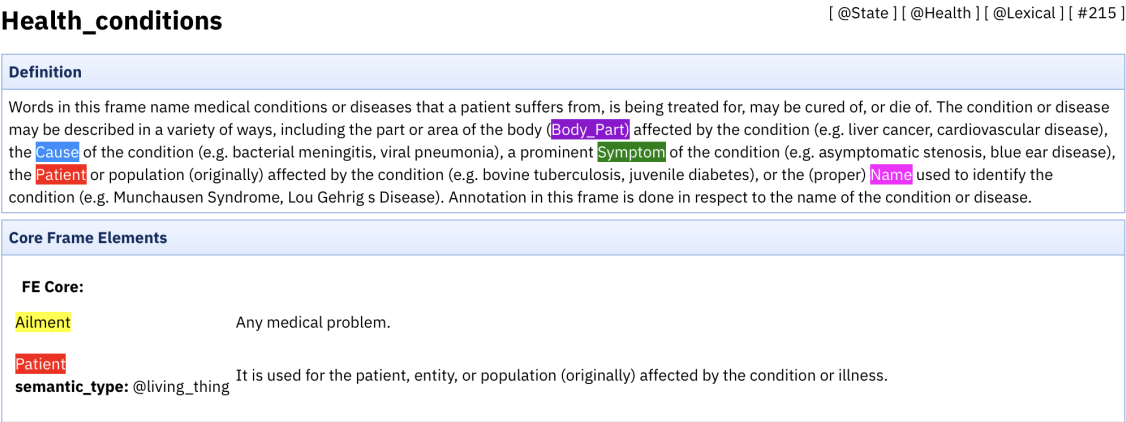 Health_conditions
[ @State ] [ @Health ] [ @Lexical ] [ #215 ]
Definition
Words in this frame name medical conditions or diseases that a patient suffers from, is being treated for, may be cured of, or die of. The condition or disease
may be described in a variety of ways, including the part or area of the body (Body_Part) affected by the condition (e.g. liver cancer, cardiovascular disease),
the Cause of the condition (e.g. bacterial meningitis, viral pneumonia), a prominent Symptom of the condition (e.g. asymptomatic stenosis, blue ear disease),
the Patient or population (originally) affected by the condition (e.g. bovine tuberculosis, juvenile diabetes), or the (proper) Name used to identify the
condition (e.g. Munchausen Syndrome, Lou Gehrig s Disease). Annotation in this frame is done in respect to the name of the condition or disease.
Core Frame Elements
FE Core:
Ailment Any medical problem.
Patient
semantic_type: @living_thing It is used for the patient, entity, or population (originally) affected by the condition or illness.